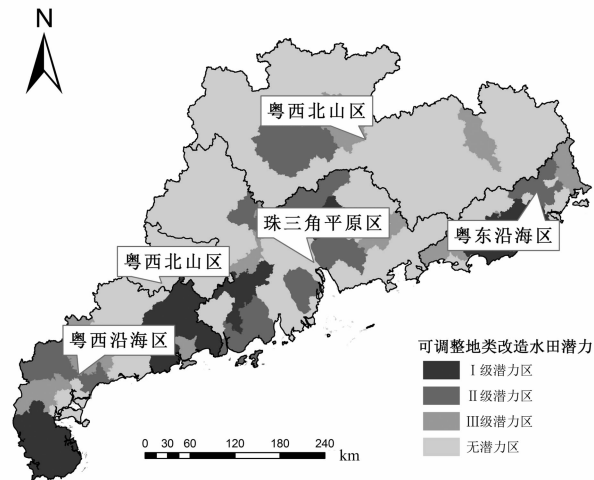 N
粤西北山区
珠三角平原区
粤东沿海区
粤西北山区
粤西沿海区
可调整地类改造水田潜力
Ⅰ级潜力区
Ⅱ级潜力区
Ⅲ级潜力区
无潜力区
0 30 60 120 180 240
km